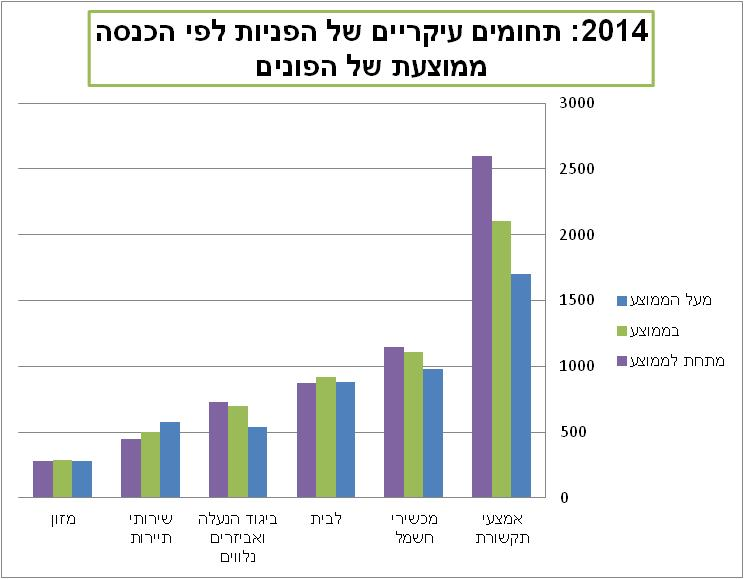 2014: תחומים עיקריים של הפניות לפי הכנסה
ממוצעת של הפונים
3000
2500
2000
1500
1000
500
0
מעל הממוצע
בממוצע
מתחת לממוצע
אמצעי
תקשורת
מכשירי
חשמל
לבית
ביגוד הנעלה
ואביזרים
נלווים
שירותי
תיירות
מזון